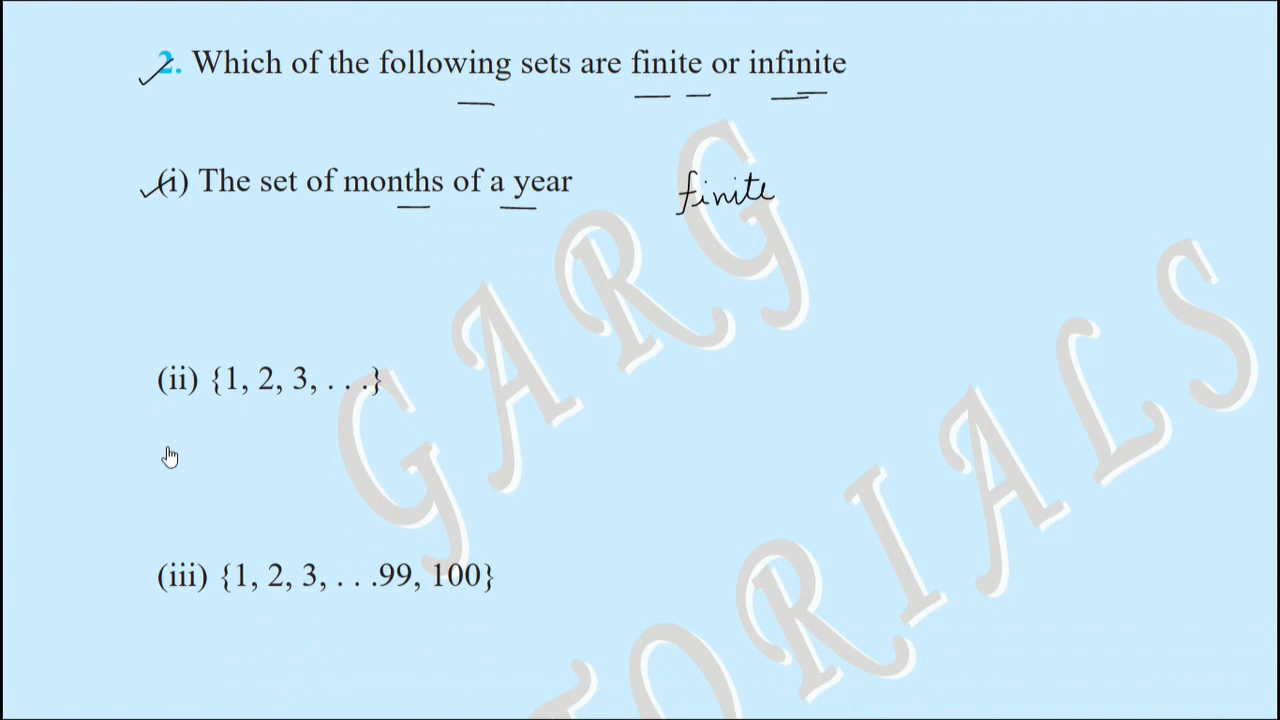 2. Which of the following sets are finite or infinite
(i) The set of months of a year finite
(ii) {1, 2, 3, . . .}
(iii) {1, 2, 3, . . .99, 100}
GARG
TORIALS